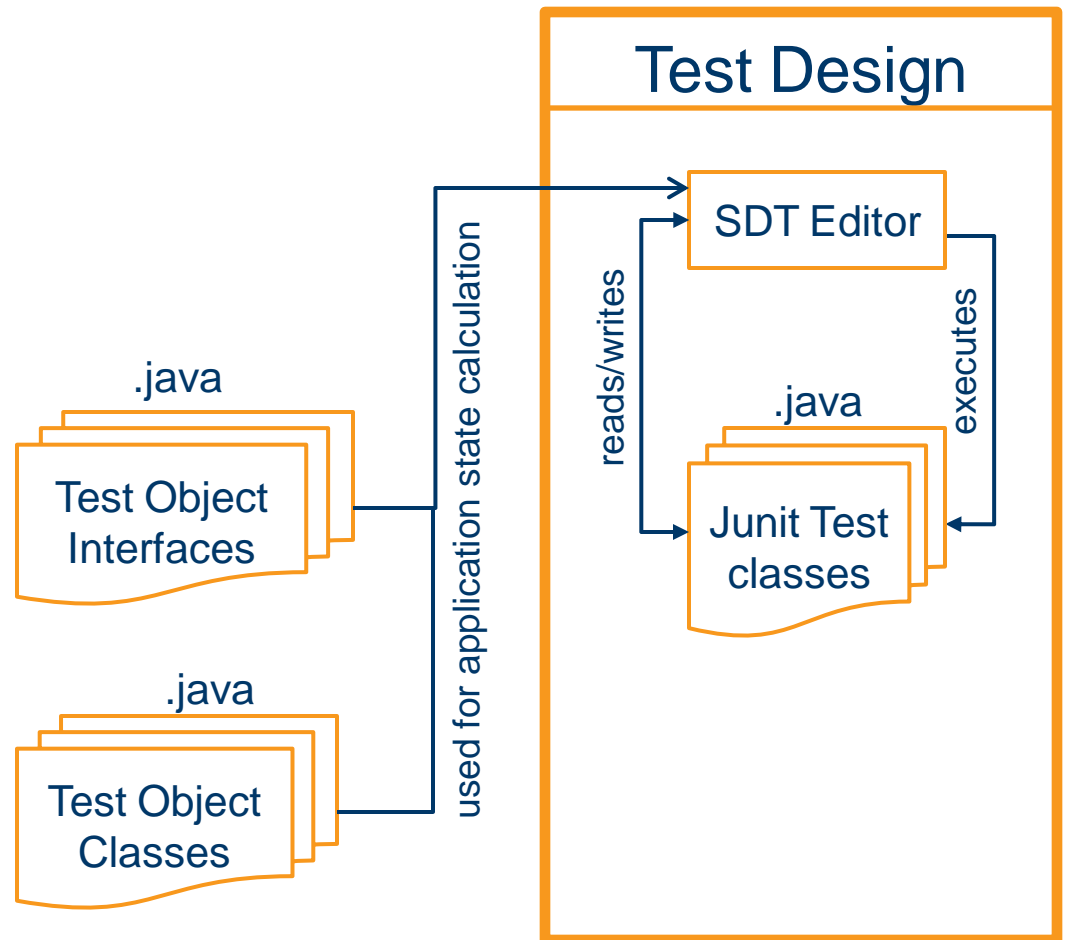 Test Design
SDT Editor
used for application state calculation
reads/writes
executes
.java
Test Object
Interfaces
.java
Junit Test
classes
.java
Test Object
Classes